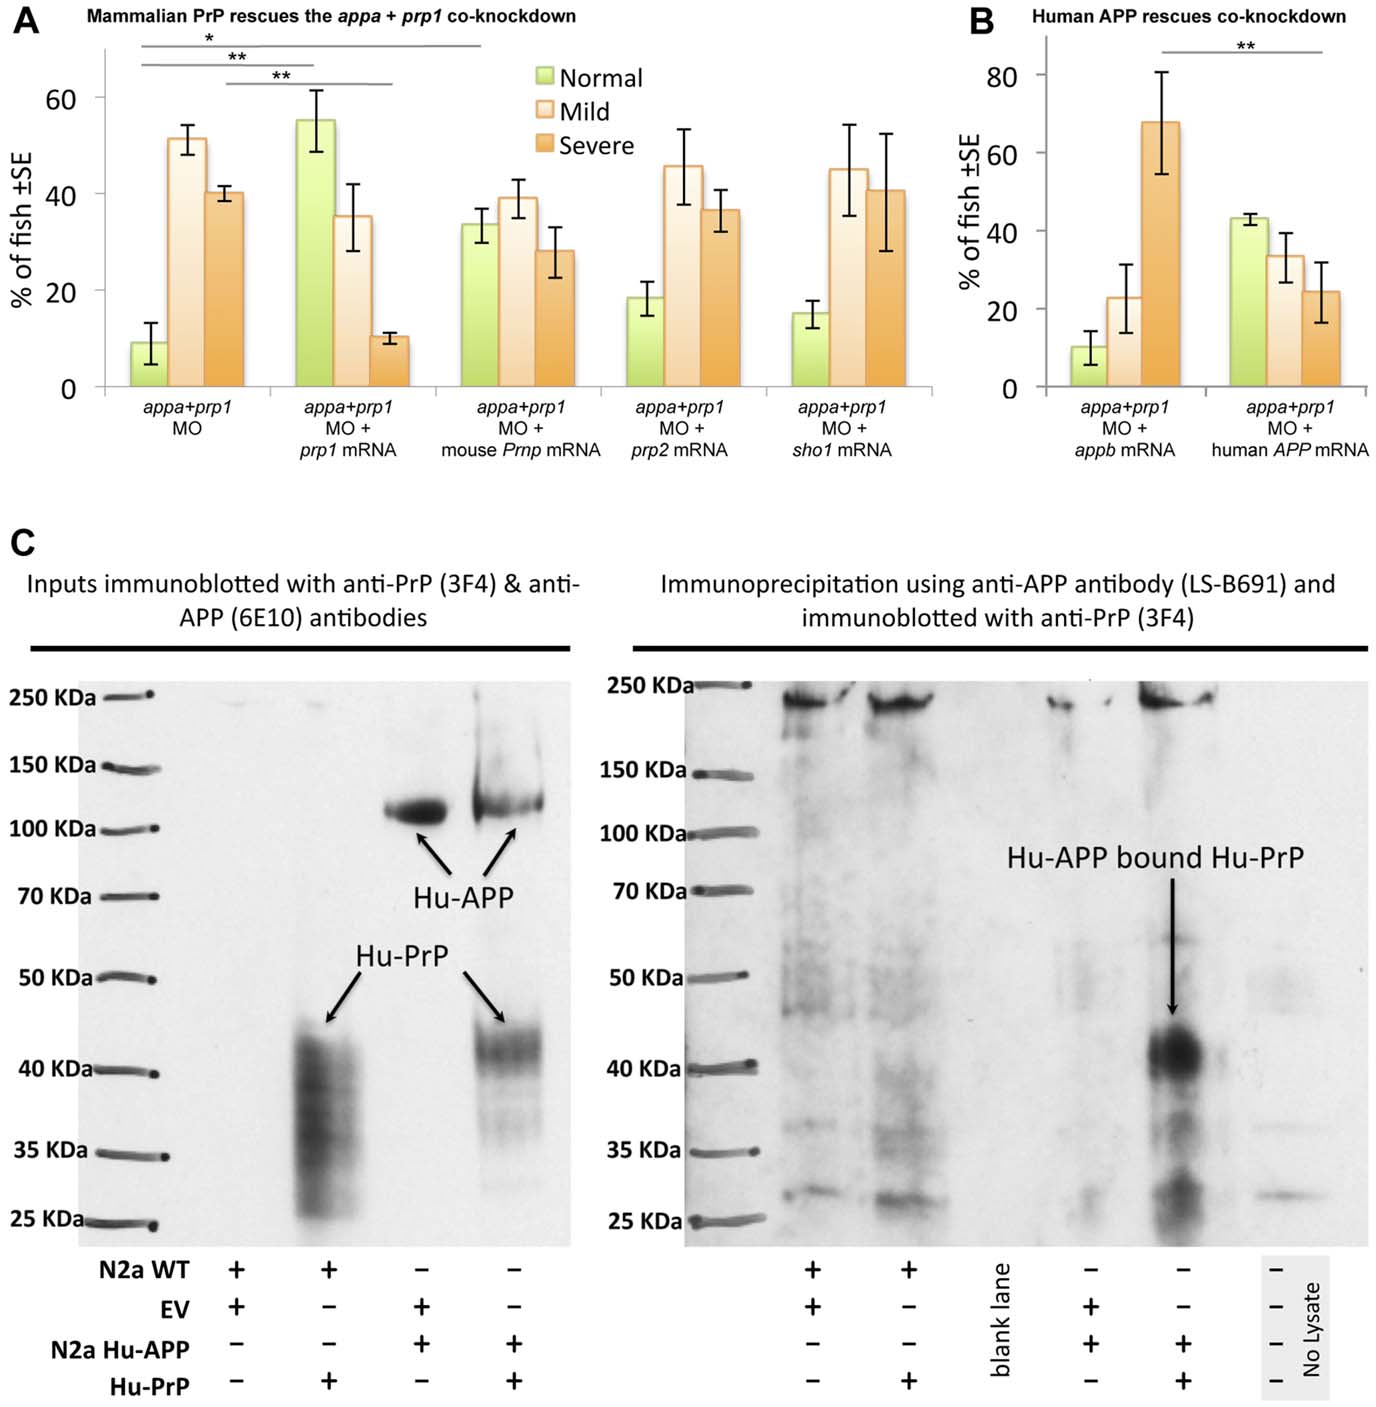 A
Mammalian PrP rescues the appa + prp1 co-knockdown
*
**
**
Normal
Mild
Severe
% of fish ±SE
60
40
20
0
appa+prp1
MO
appa+prp1
MO +
prp1 mRNA
appa+prp1
MO +
mouse Prnp mRNA
appa+prp1
MO +
prp2 mRNA
appa+prp1
MO +
sho1 mRNA
B
Human APP rescues co-knockdown
**
% of fish ±SE
80
60
40
20
0
appa+prp1
MO +
appb mRNA
appa+prp1
MO +
human APP mRNA
C
Inputs immunoblotted with anti-PrP (3F4) & anti-
APP (6E10) antibodies
250 KDa
150 KDa
100 KDa
70 KDa
50 KDa
40 KDa
35 KDa
25 KDa
Hu-APP
Hu-PrP
Immunoprecipitation using anti-APP antibody (LS-B691) and
immunoblotted with anti-PrP (3F4)
250 KDa
150 KDa
100 KDa
70 KDa
50 KDa
40 KDa
35 KDa
25 KDa
Hu-APP bound Hu-PrP
N2a WT + + – – + + – – –
EV + – + – + – + – –
N2a Hu-APP – – + + – – + + –
Hu-PrP – + – + – + – + –
blank lane
No Lysate